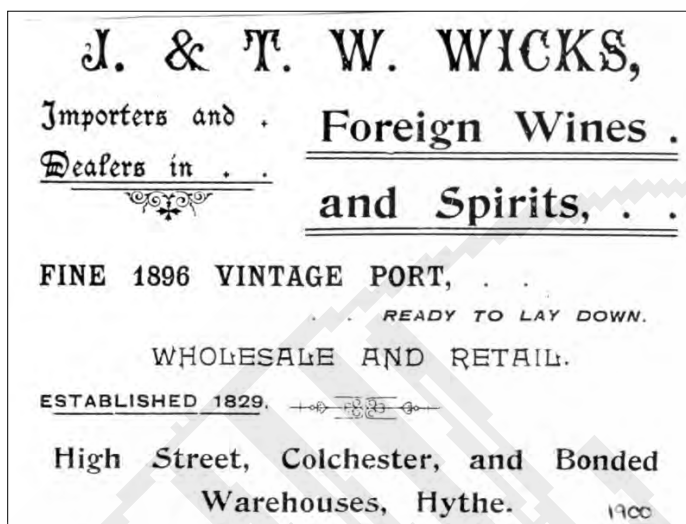 J. & T. W. WICKS,
Importers and .
Dealers in . .
Foreign Wines .
and Spirits, . .
FINE 1896 VINTAGE PORT, . .
. . READY TO LAY DOWN.
WHOLESALE AND RETAIL.
ESTABLISHED 1829.
High Street, Colchester, and Bonded
Warehouses, Hythe.
1900